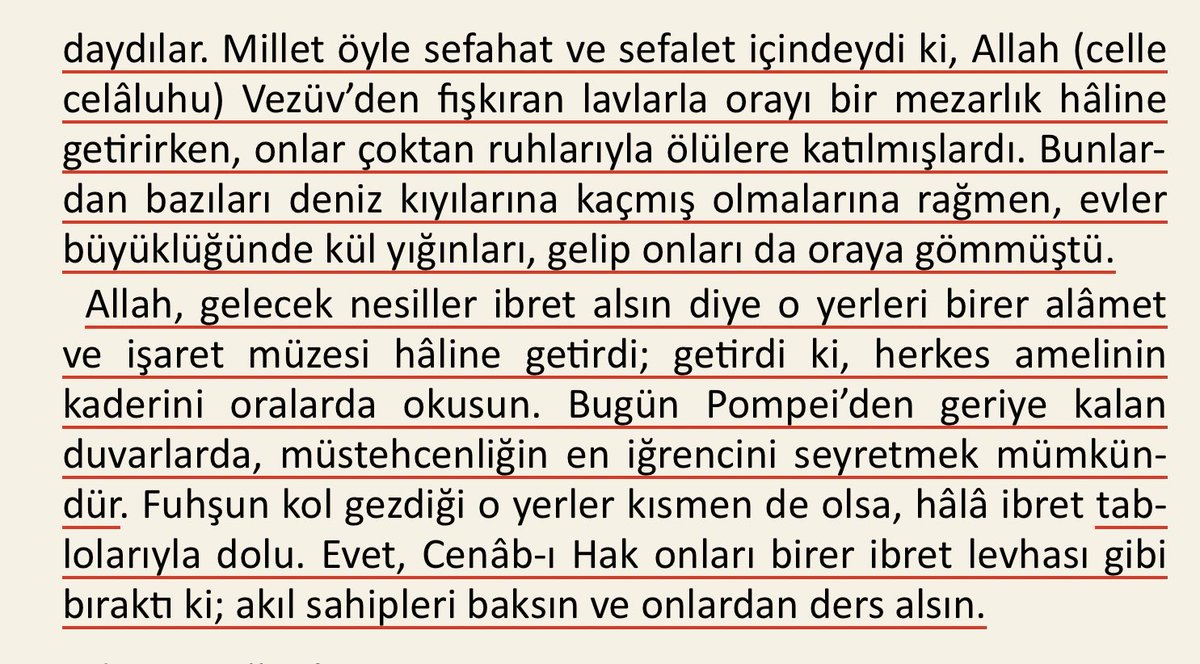 daydılar. Millet öyle sefahat ve sefalet içindeydi ki, Allah (celle
celâluhu) Vezüv’den fışkıran lavlarla orayı bir mezarlık hâline
getirirken, onlar çoktan ruhlarıyla ölülere katılmışlardı. Bunlar-
dan bazıları deniz kıyılarına kaçmış olmalarına rağmen, evler
büyüklüğünde kül yığınları, gelip onları da oraya gömmüştü.
Allah, gelecek nesiller ibret alsın diye o yerleri birer alâmet
ve işaret müzesi hâline getirdi; getirdi ki, herkes amelinin
kaderini oralarda okusun. Bugün Pompei’den geriye kalan
duvarlarda, müstehcenliğin en iğrencini seyretmek mümkün-
dür. Fuhşun kol gezdiği o yerler kısmen de olsa, hâlâ ibret tab-
lolarıyla dolu. Evet, Cenâb-ı Hak onları birer ibret levhası gibi
bıraktı ki; akıl sahipleri baksın ve onlardan ders alsın.